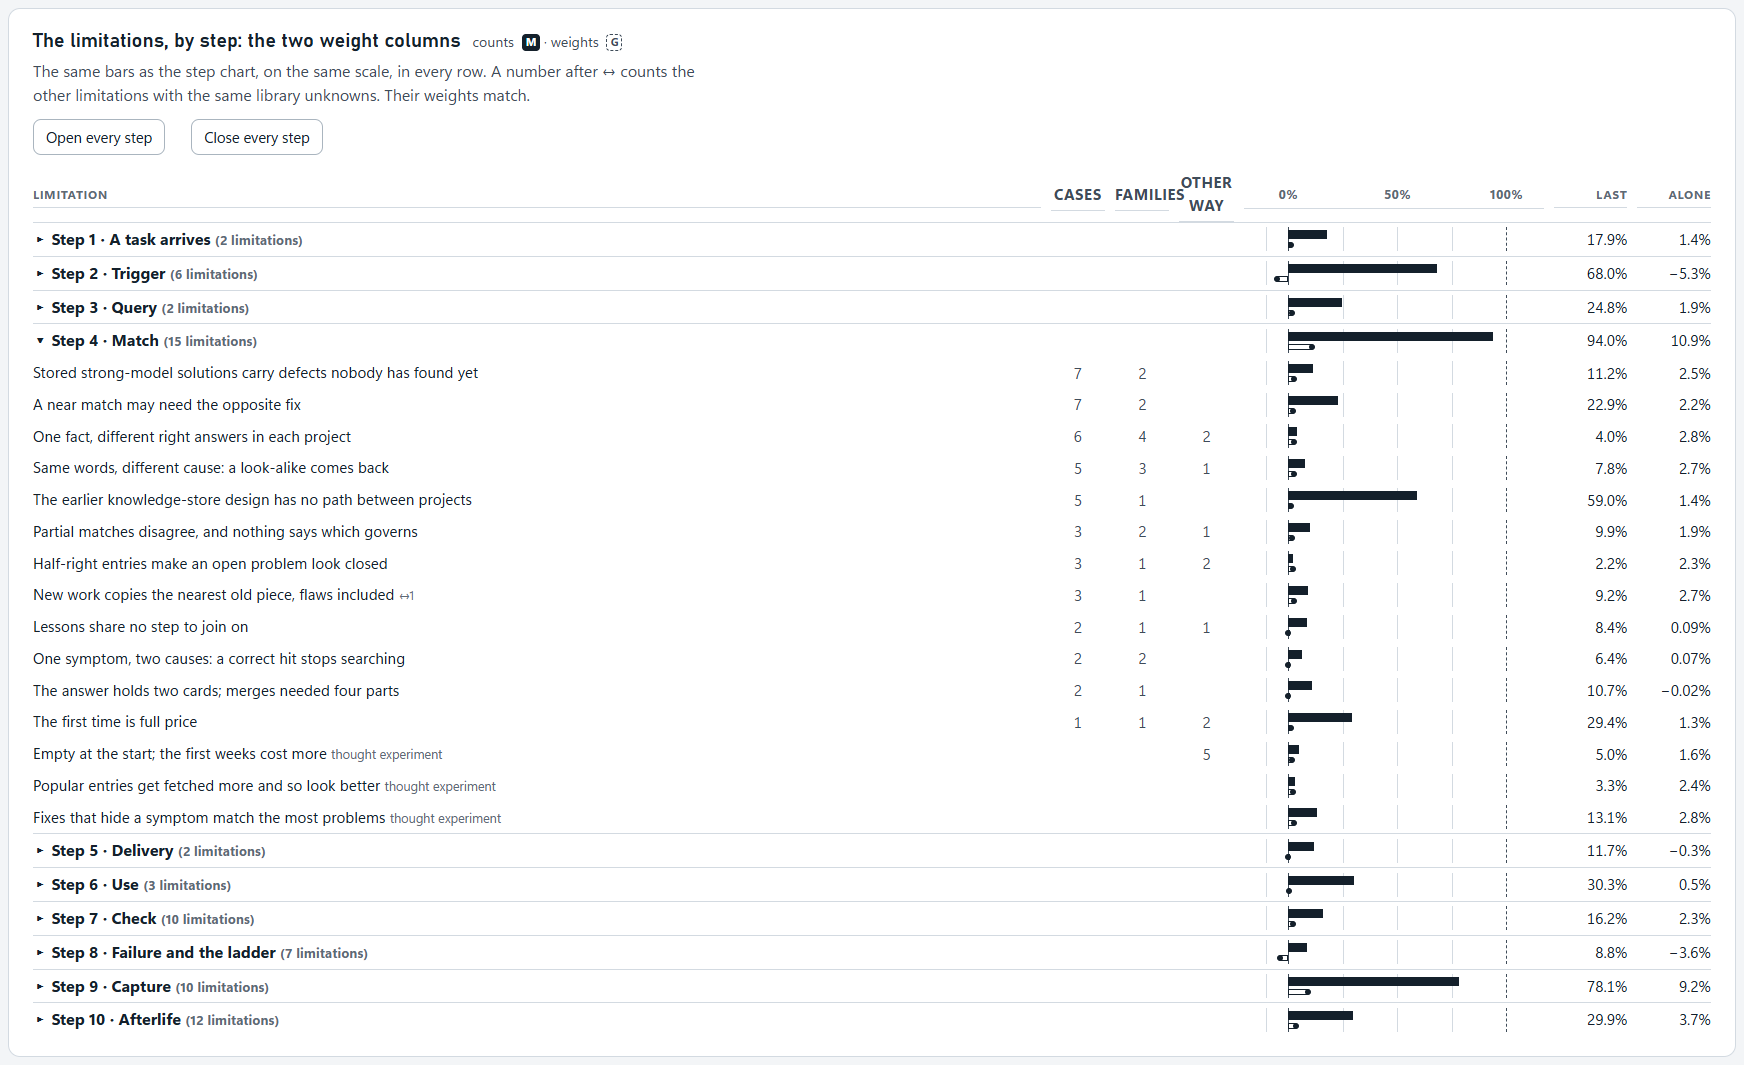 The limitations, by step: the two weight columns counts M · weights G
The same bars as the step chart, on the same scale, in every row. A number after ↔ counts the
other limitations with the same library unknowns. Their weights match.
Open every step Close every step
LIMITATION CASES FAMILIES OTHER WAY 0% 50% 100% LAST ALONE
▸ Step 1 · A task arrives (2 limitations) 17.9% 1.4%
▸ Step 2 · Trigger (6 limitations) 68.0% −5.3%
▸ Step 3 · Query (2 limitations) 24.8% 1.9%
▾ Step 4 · Match (15 limitations) 94.0% 10.9%
Stored strong-model solutions carry defects nobody has found yet 7 2 11.2% 2.5%
A near match may need the opposite fix 7 2 22.9% 2.2%
One fact, different right answers in each project 6 4 2 4.0% 2.8%
Same words, different cause: a look-alike comes back 5 3 1 7.8% 2.7%
The earlier knowledge-store design has no path between projects 5 1 59.0% 1.4%
Partial matches disagree, and nothing says which governs 3 2 1 9.9% 1.9%
Half-right entries make an open problem look closed 3 1 2 2.2% 2.3%
New work copies the nearest old piece, flaws included ↔1 3 1 9.2% 2.7%
Lessons share no step to join on 2 1 1 8.4% 0.09%
One symptom, two causes: a correct hit stops searching 2 2 6.4% 0.07%
The answer holds two cards; merges needed four parts 2 1 10.7% −0.02%
The first time is full price 1 1 2 29.4% 1.3%
Empty at the start; the first weeks cost more thought experiment 5 5.0% 1.6%
Popular entries get fetched more and so look better thought experiment 3.3% 2.4%
Fixes that hide a symptom match the most problems thought experiment 13.1% 2.8%
▸ Step 5 · Delivery (2 limitations) 11.7% −0.3%
▸ Step 6 · Use (3 limitations) 30.3% 0.5%
▸ Step 7 · Check (10 limitations) 16.2% 2.3%
▸ Step 8 · Failure and the ladder (7 limitations) 8.8% −3.6%
▸ Step 9 · Capture (10 limitations) 78.1% 9.2%
▸ Step 10 · Afterlife (12 limitations) 29.9% 3.7%